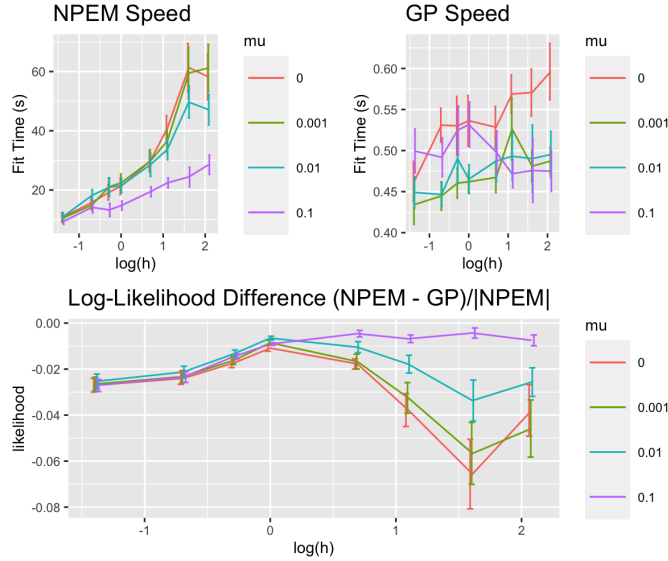 NPEM Speed
Fit Time (s)
60
40
20
-1 0 1 2
log(h)
mu
0
0.001
0.01
0.1
GP Speed
Fit Time (s)
0.60
0.55
0.50
0.45
0.40
-1 0 1 2
log(h)
mu
0
0.001
0.01
0.1
Log-Likelihood Difference (NPEM - GP)/|NPEM|
likelihood
0.00
-0.02
-0.04
-0.06
-0.08
-1 0 1 2
log(h)
mu
0
0.001
0.01
0.1